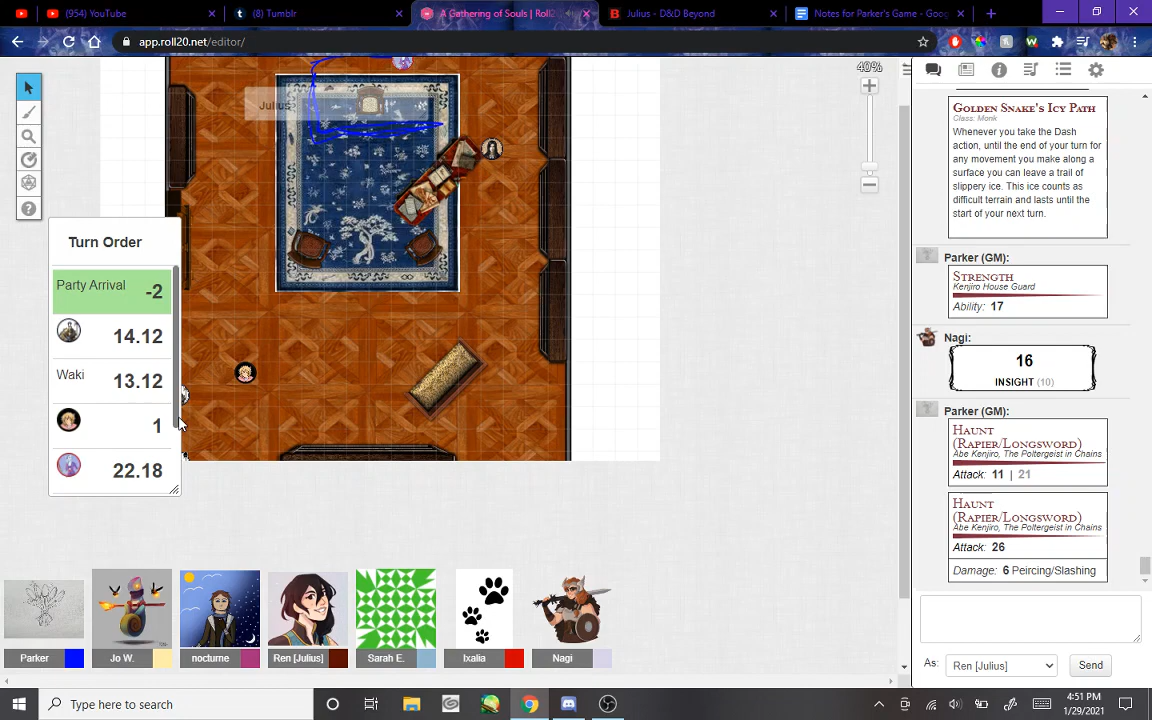 (954) YouTube
(8) Tumblr
A Gathering of Souls | Roll2
Julius - D&D Beyond
Notes for Parker's Game - Goog
app.roll20.net/editor/
40%
Julius
Turn Order
Party Arrival -2
14.12
Waki 13.12
1
22.18
Golden Snake's Icy Path
Class: Monk
Whenever you take the Dash
action, until the end of your turn for
any movement you make along a
surface you can leave a trail of
slippery ice. This ice counts as
difficult terrain and lasts until the
start of your next turn.
Parker (GM):
Strength
Kenjiro House Guard
Ability: 17
Nagi:
16
INSIGHT (10)
Parker (GM):
Haunt
(Rapier/Longsword)
Abe Kenjiro, The Poltergeist in Chains
Attack: 11 | 21
Haunt
(Rapier/Longsword)
Abe Kenjiro, The Poltergeist in Chains
Attack: 26
Damage: 6 Peircing/Slashing
As: Ren [Julius] Send
Parker
Jo W.
nocturne
Ren [Julius]
Sarah E.
Ixalia
Nagi
Type here to search
4:51 PM
1/29/2021